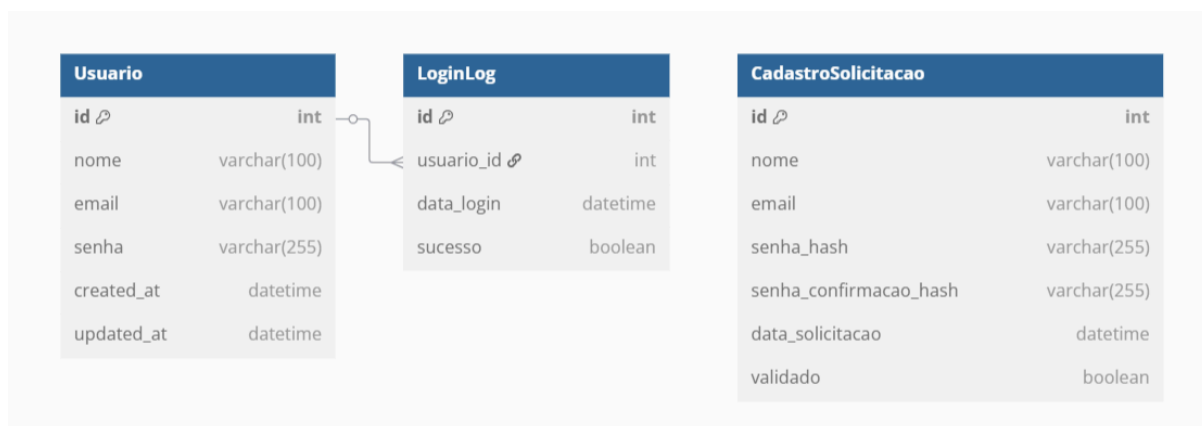 Usuario
id int
nome varchar(100)
email varchar(100)
senha varchar(255)
created_at datetime
updated_at datetime
LoginLog
id int
usuario_id int
data_login datetime
sucesso boolean
CadastroSolicitacao
id int
nome varchar(100)
email varchar(100)
senha_hash varchar(255)
senha_confirmacao_hash varchar(255)
data_solicitacao datetime
validado boolean